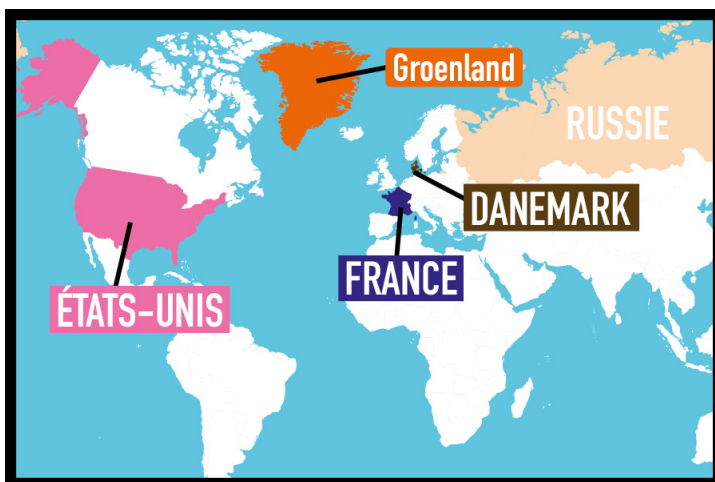 Groenland
RUSSIE
DANEMARK
FRANCE
ÉTATS-UNIS